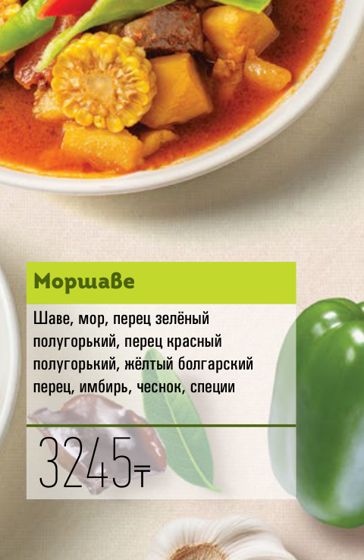 Моршаве
Шаве, мор, перец зелёный
полугорький, перец красный
полугорький, жёлтый болгарский
перец, имбирь, чеснок, специи
3245₸